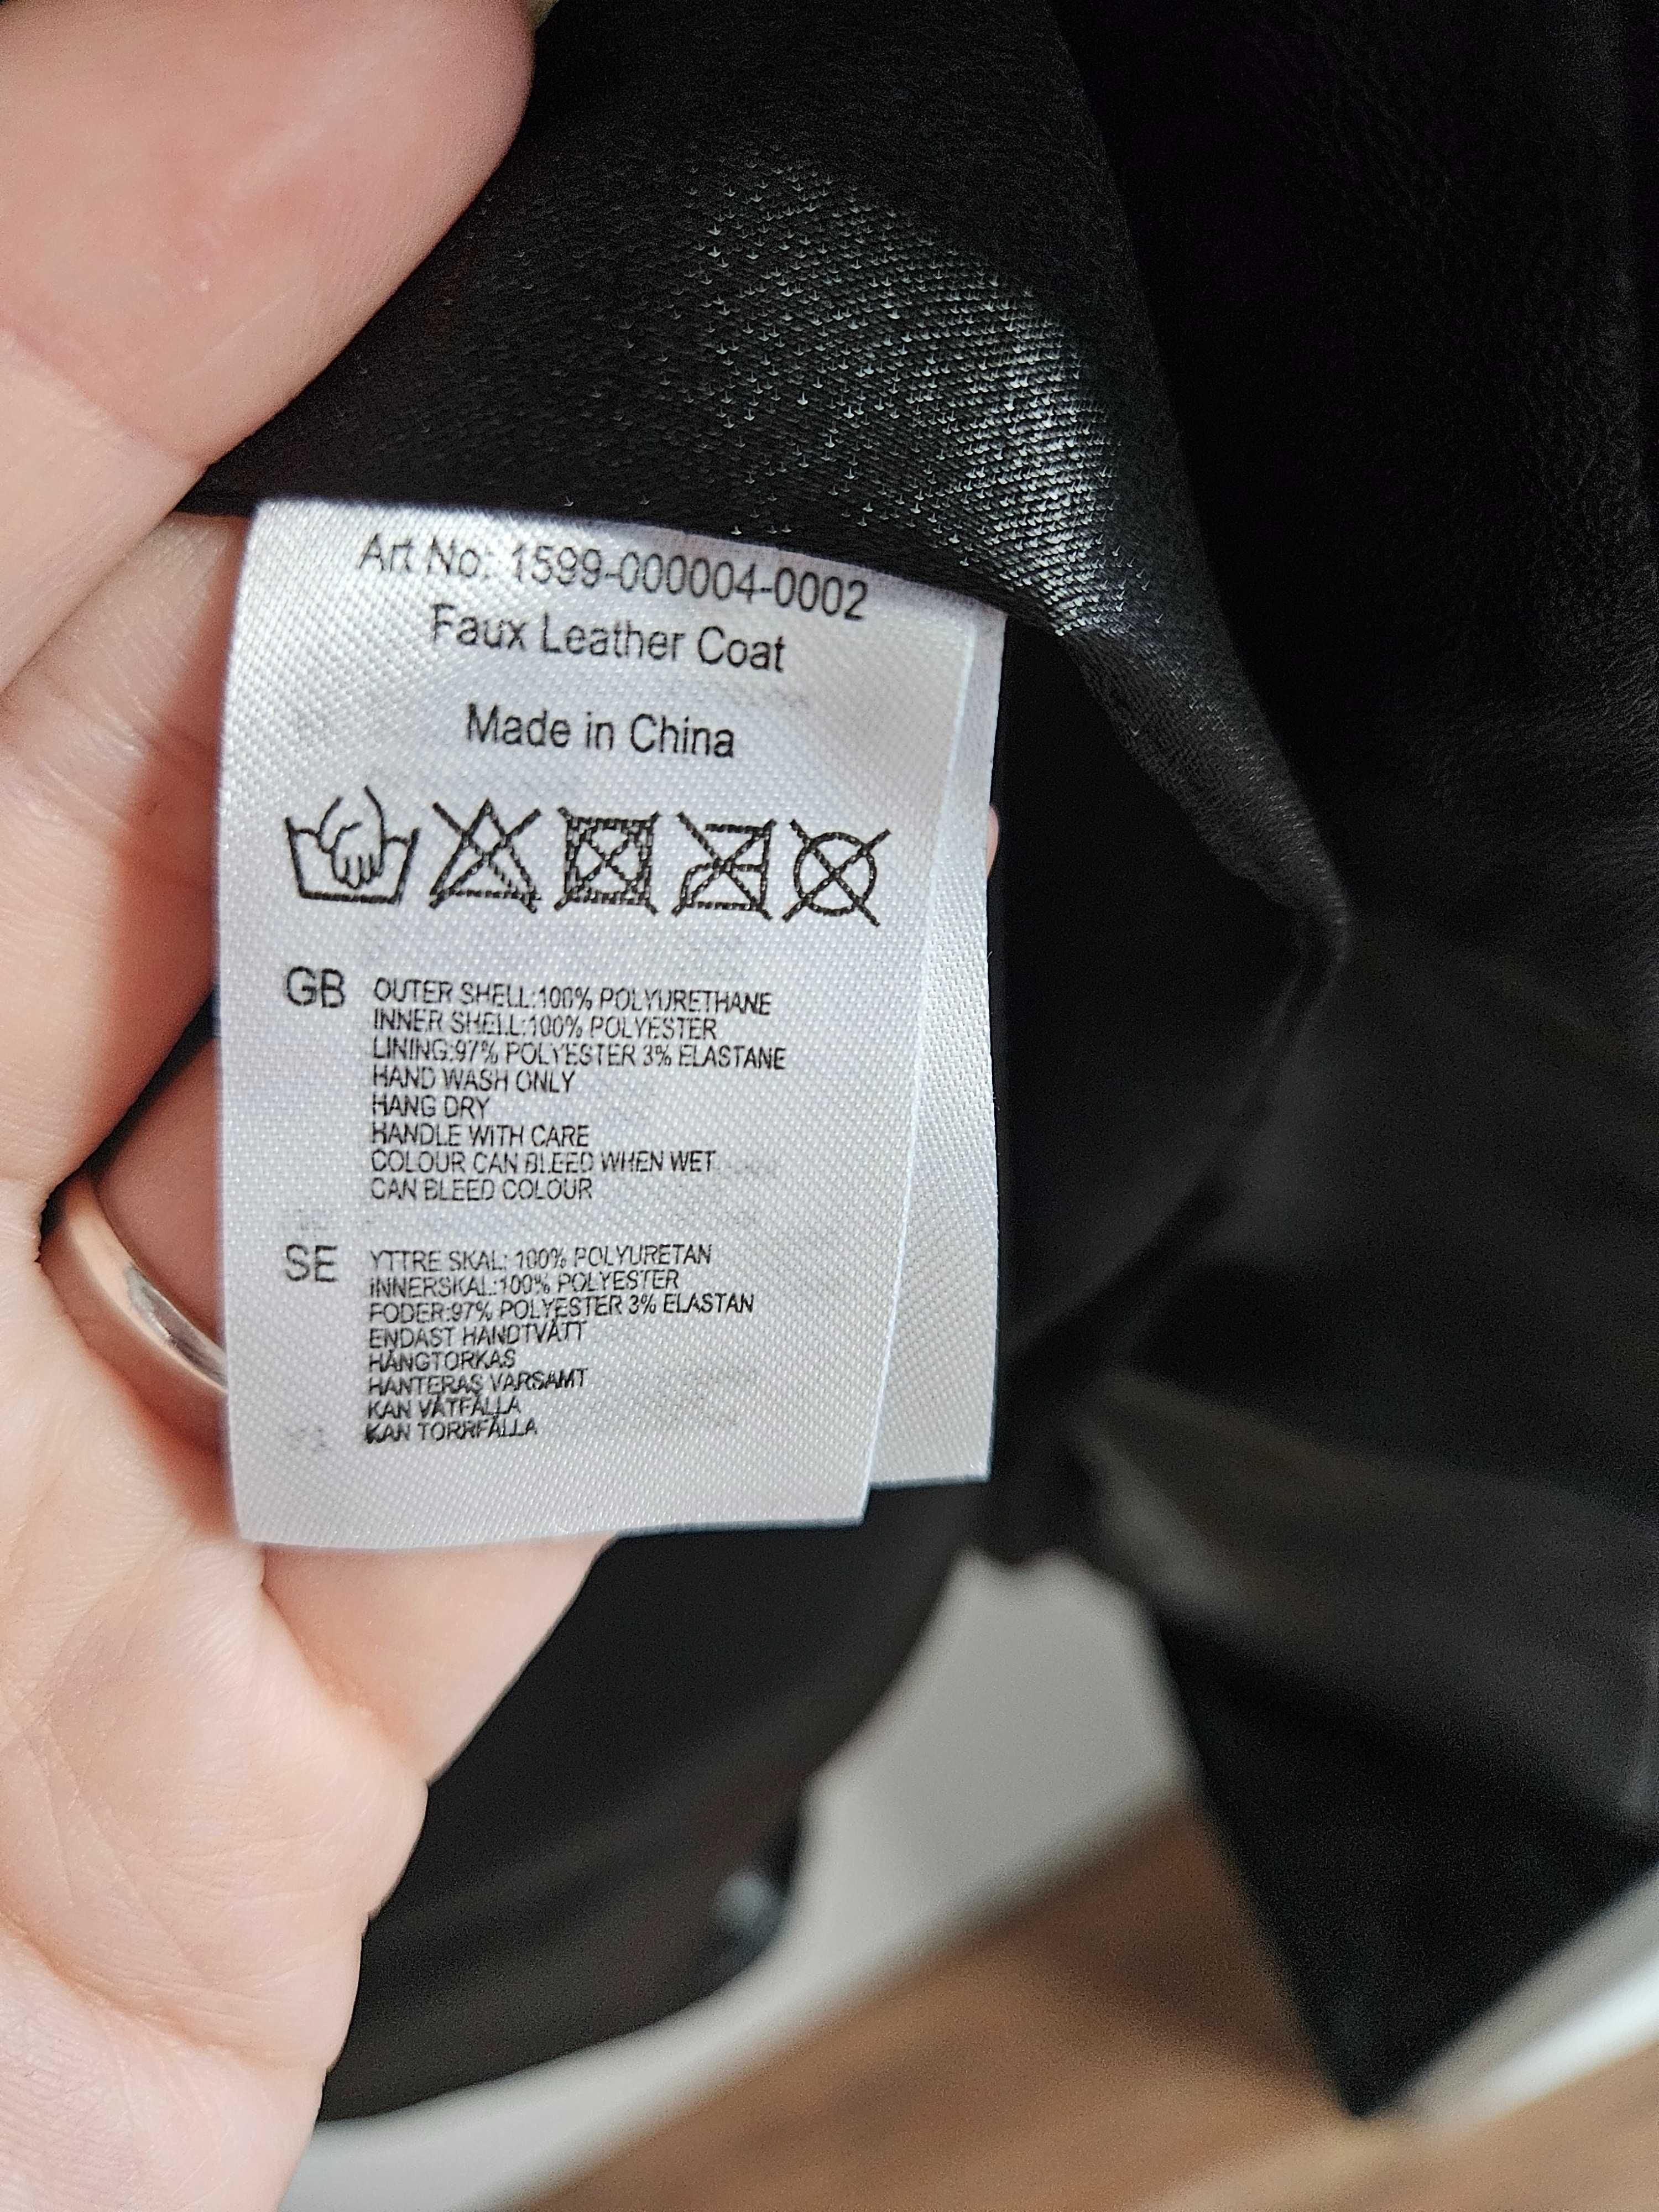 Art No: 1599-000004-0002
Faux Leather Coat
Made in China
GB
OUTER SHELL:100% POLYURETHANE
INNER SHELL:100% POLYESTER
LINING:97% POLYESTER 3% ELASTANE
HAND WASH ONLY
HANG DRY
HANDLE WITH CARE
COLOUR CAN BLEED WHEN WET
CAN BLEED COLOUR
SE
YTTRE SKAL: 100% POLYURETAN
INNERSKAL:100% POLYESTER
FODER:97% POLYESTER 3% ELASTAN
ENDAST HANDTVÄTT
HÄNGTORKAS
HANTERAS VARSAMT
KAN VÅTFÄLLA
KAN TORRFÄLLA